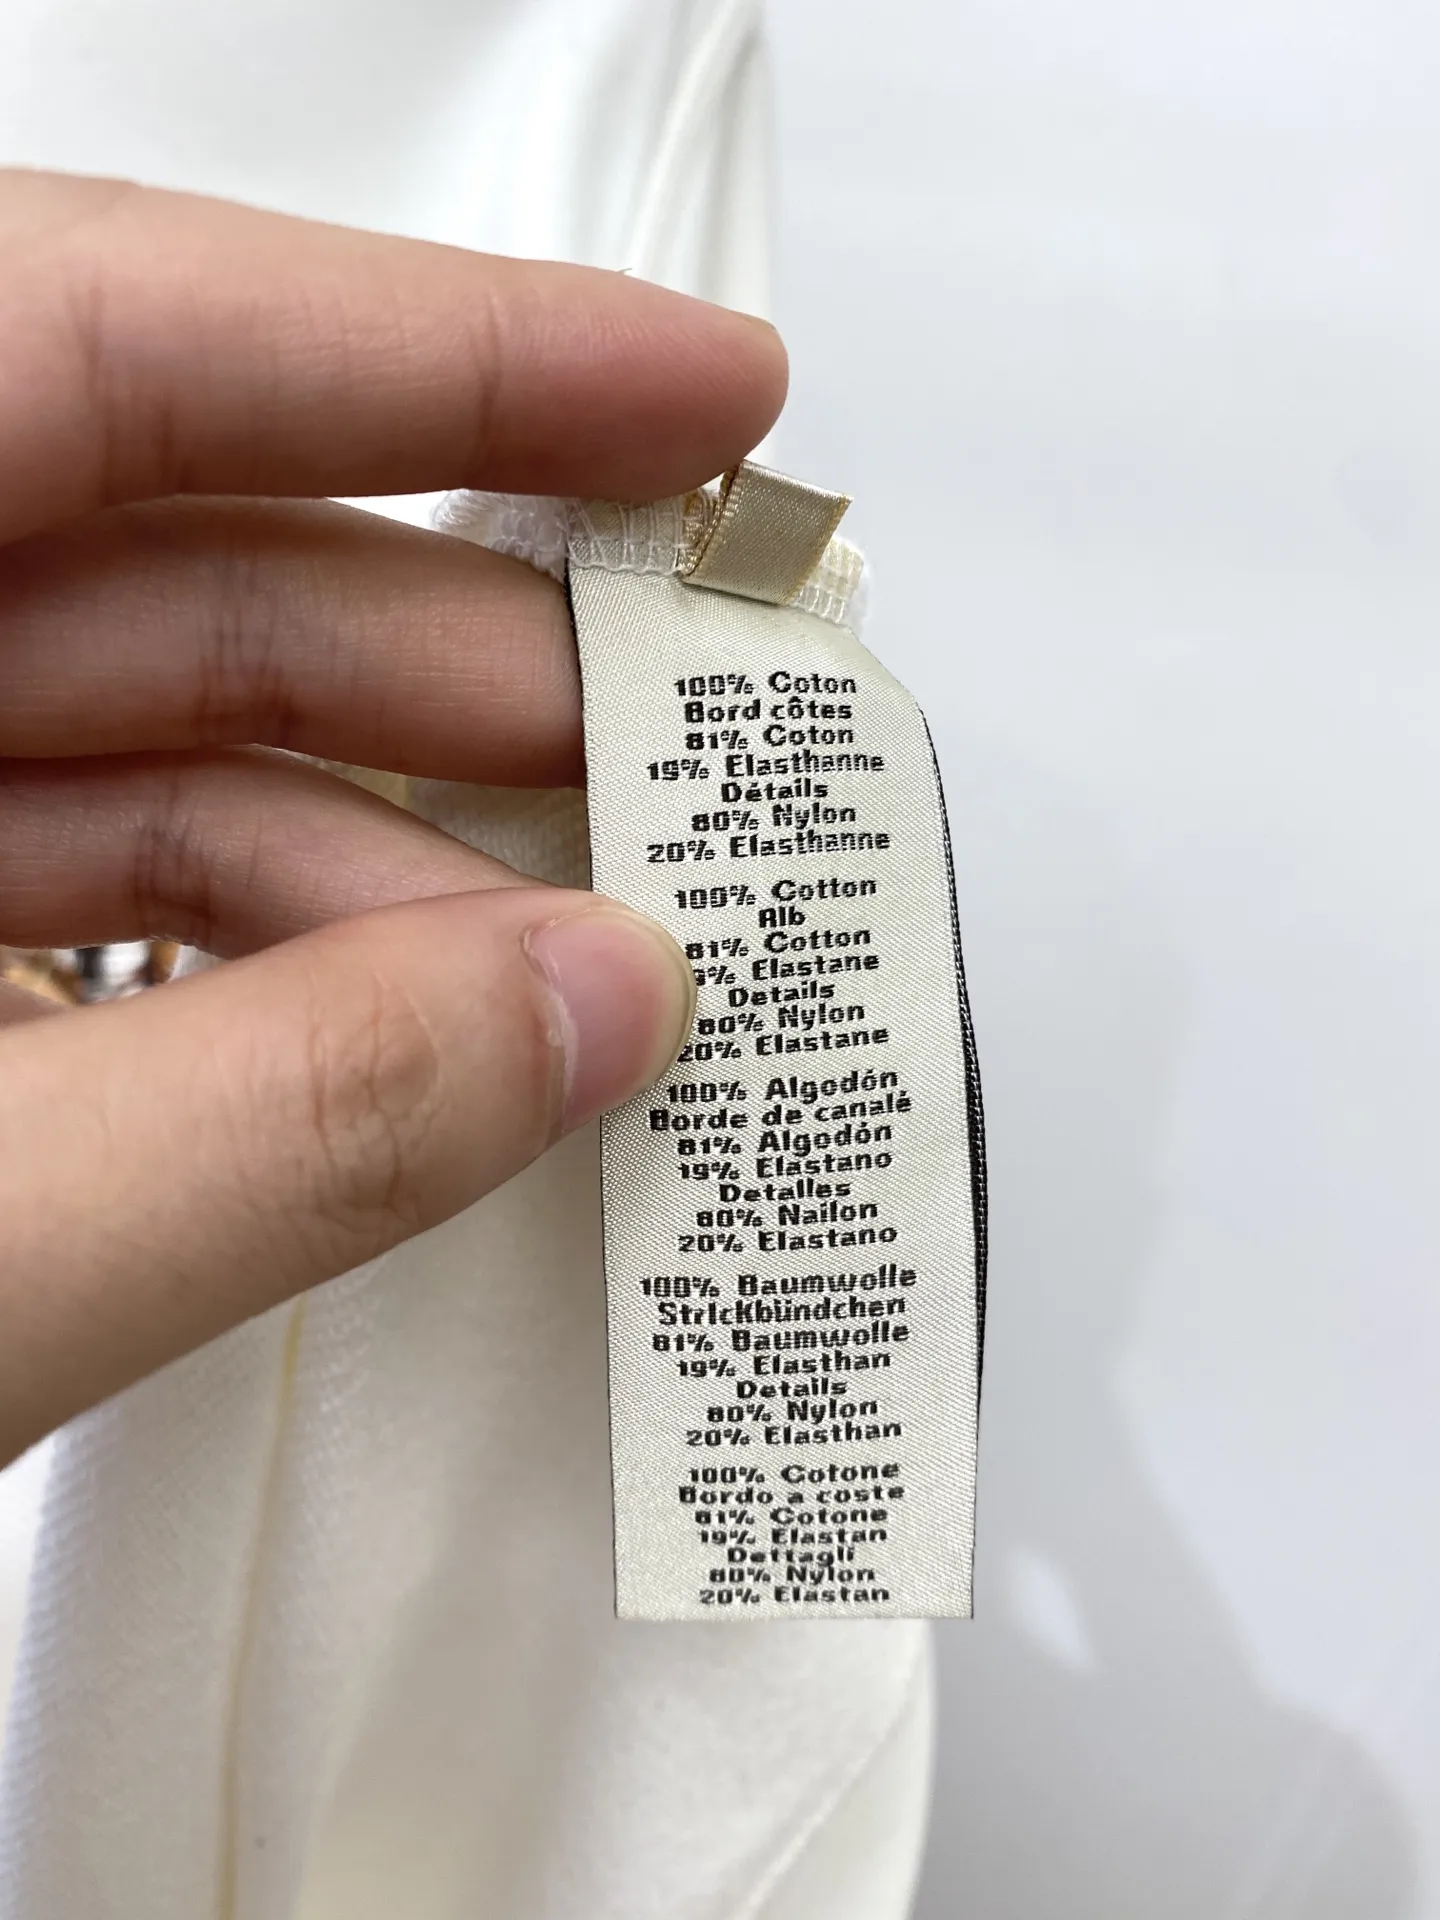 100% Coton
Bord côtes
81% Coton
19% Elasthanne
Détails
80% Nylon
20% Elasthanne
100% Cotton
Rib
81% Cotton
9% Elastane
Details
80% Nylon
20% Elastane
100% Algodón
Borde de canalé
81% Algodón
19% Elastano
Detalles
80% Nailon
20% Elastano
100% Baumwolle
Strickbündchen
81% Baumwolle
19% Elasthan
Details
80% Nylon
20% Elasthan
100% Cotone
Bordo a coste
81% Cotone
19% Elastan
Dettagli
80% Nylon
20% Elastan